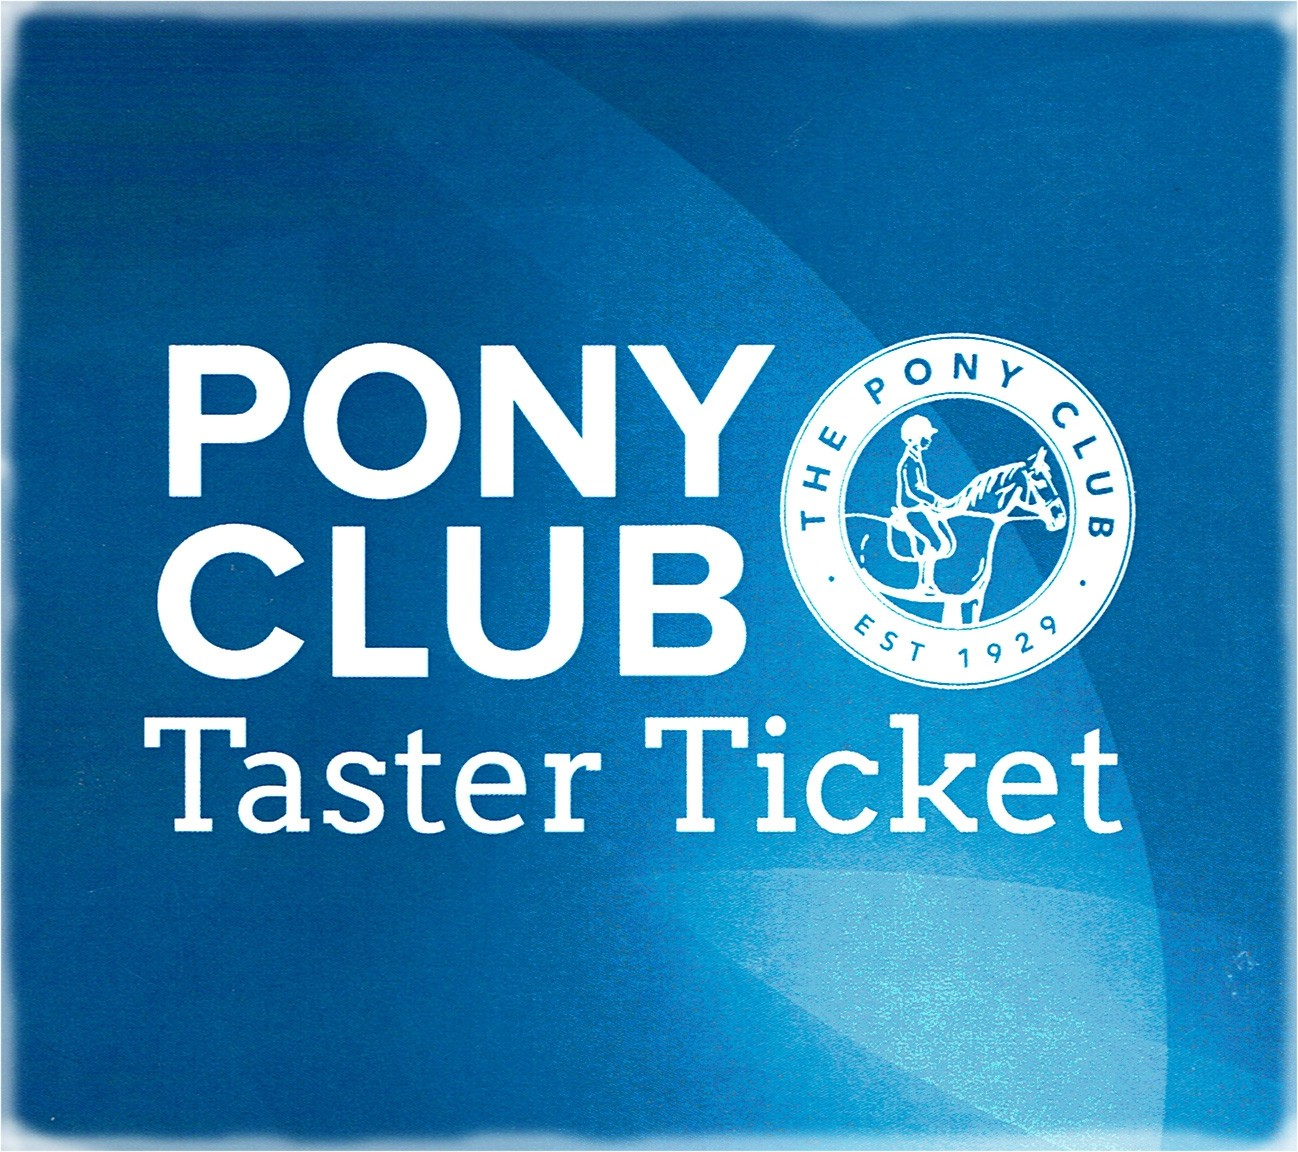 PONY
CLUB
Taster Ticket
THE PONY CLUB
· EST 1929 ·